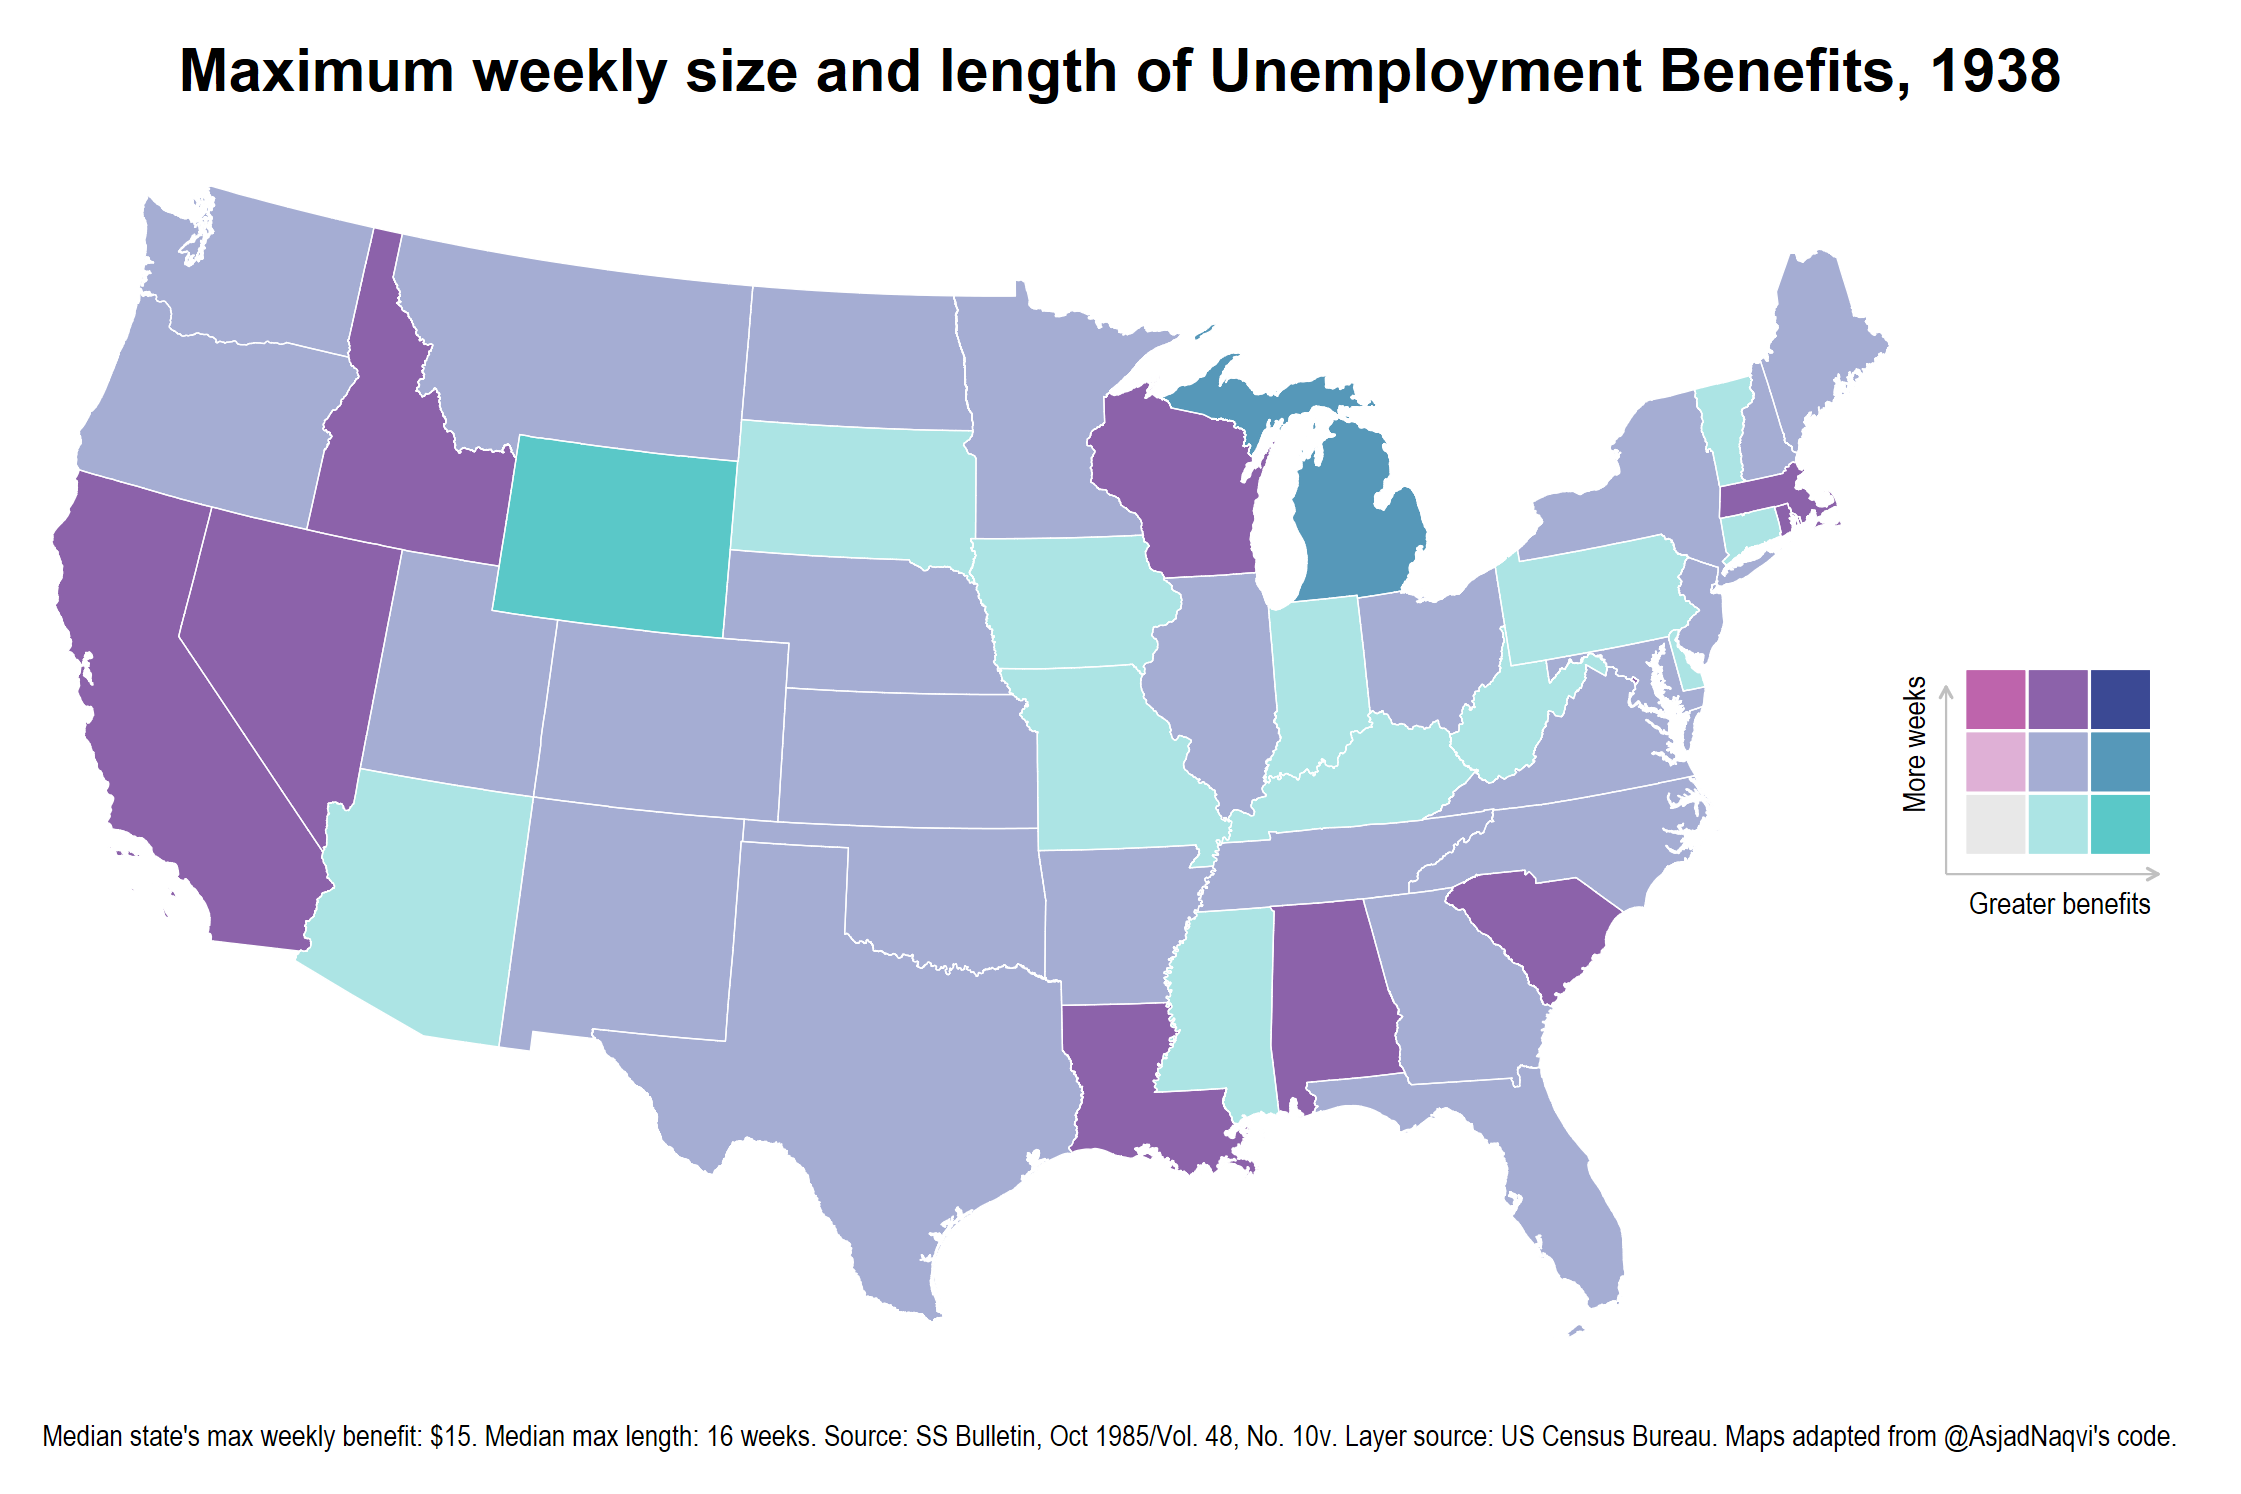 Maximum weekly size and length of Unemployment Benefits, 1938
More weeks
Greater benefits
Median state's max weekly benefit: $15. Median max length: 16 weeks. Source: SS Bulletin, Oct 1985/Vol. 48, No. 10v. Layer source: US Census Bureau. Maps adapted from @AsjadNaqvi's code.